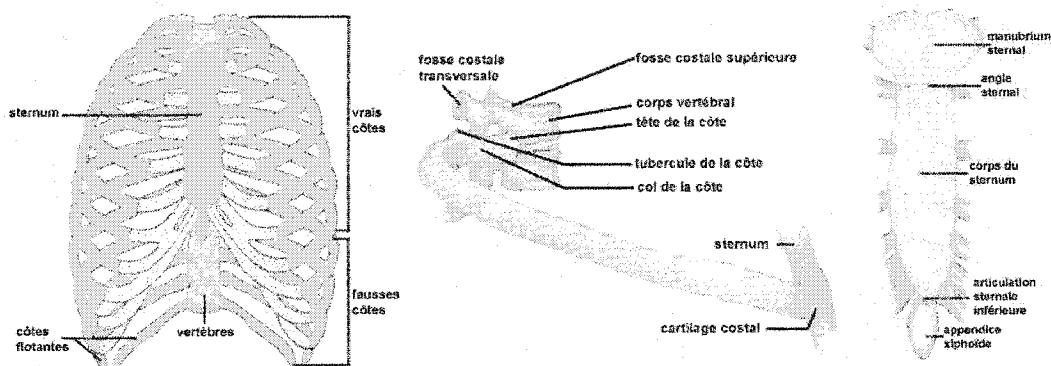 sternum
vrais
côtes
fausses
côtes
côtes
flotantes
vertèbres
fosse costale
transversale
fosse costale supérieure
corps vertébral
tête de la côte
tubercule de la côte
col de la côte
sternum
cartilage costal
manubrium
sternal
angle
sternal
corps du
sternum
articulation
sternale
inférieure
appendice
xiphoïde